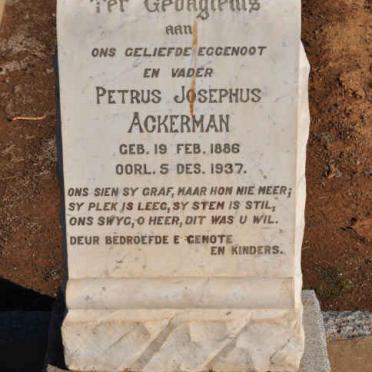 Ter Gedagtenis
aan
ONS GELIEFDE EGGENOOT
EN VADER
PETRUS JOSEPHUS
ACKERMAN
GEB. 19 FEB. 1886
OORL. 5 DES. 1937.
ONS SIEN SY GRAF, MAAR HOM NIE MEER;
SY PLEK IS LEEG, SY STEM IS STIL,
ONS SWYG, O HEER, DIT WAS U WIL.
DEUR BEDROEFDE E GENOTE
EN KINDERS.